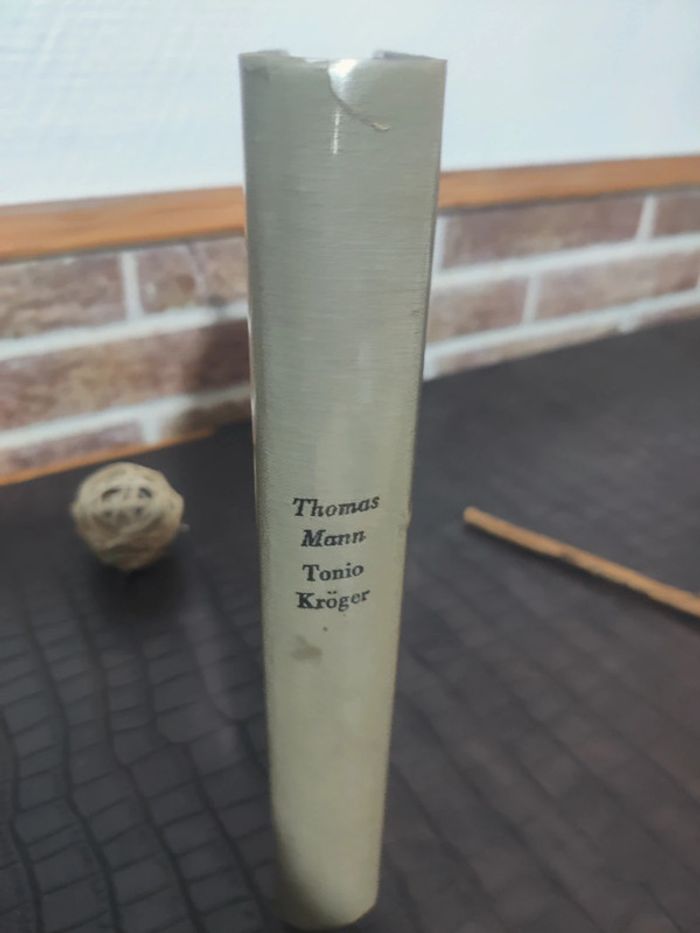 Thomas
Mann
Tonio
Kröger